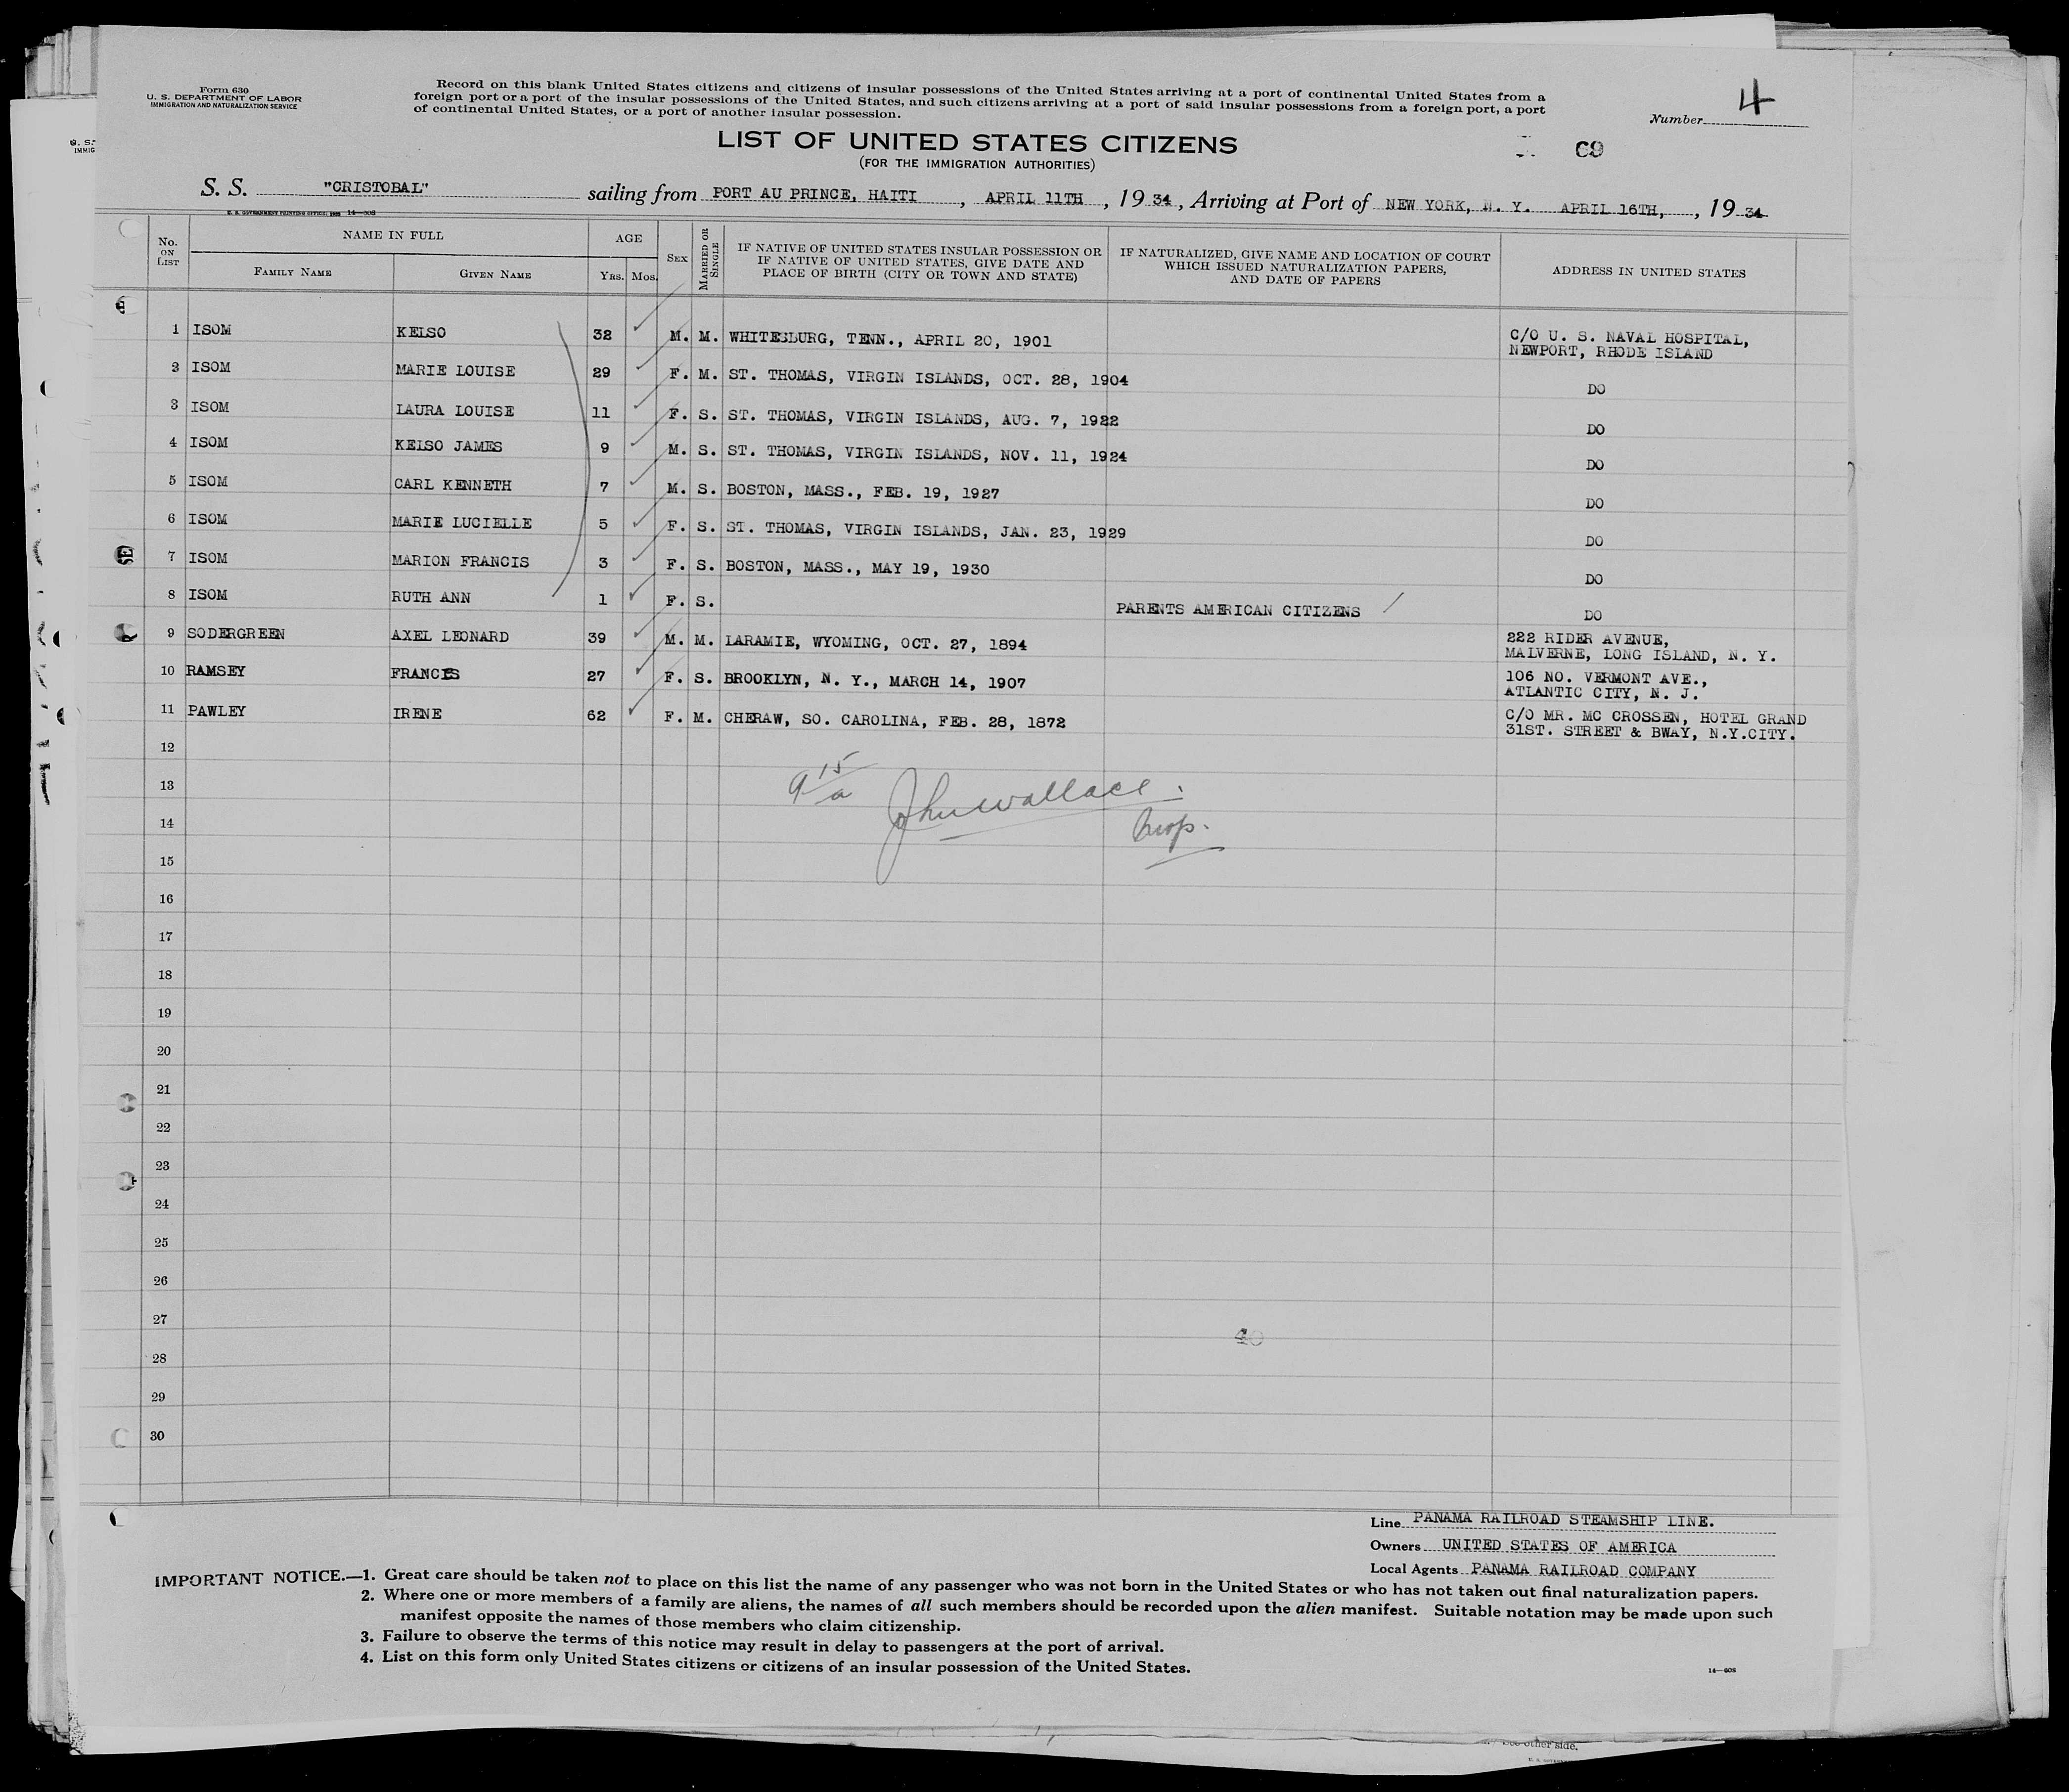 Form 630
U. S. DEPARTMENT OF LABOR
IMMIGRATION AND NATURALIZATION SERVICE
Record on this blank United States citizens and citizens of insular possessions of the United States arriving at a port of continental United States from a
foreign port or a port of the insular possessions of the United States, and such citizens arriving at a port of said insular possessions from a foreign port, a port
of continental United States, or a port of another insular possession.
Number 4
LIST OF UNITED STATES CITIZENS
(FOR THE IMMIGRATION AUTHORITIES)
69
S. S. "CRISTOBAL" sailing from PORT AU PRINCE, HAITI, APRIL 11TH, 1934, Arriving at Port of NEW YORK, N. Y. APRIL 16TH, , 1934
No. ON LIST
NAME IN FULL
FAMILY NAME
GIVEN NAME
AGE
YRS. MOS.
SEX
MARRIED OR SINGLE
IF NATIVE OF UNITED STATES INSULAR POSSESSION OR
IF NATIVE OF UNITED STATES, GIVE DATE AND
PLACE OF BIRTH (CITY OR TOWN AND STATE)
IF NATURALIZED, GIVE NAME AND LOCATION OF COURT
WHICH ISSUED NATURALIZATION PAPERS,
AND DATE OF PAPERS
ADDRESS IN UNITED STATES
1 ISOM KELSO 32 M. M. WHITESBURG, TENN., APRIL 20, 1901 C/O U. S. NAVAL HOSPITAL,
NEWPORT, RHODE ISLAND
2 ISOM MARIE LOUISE 29 F. M. ST. THOMAS, VIRGIN ISLANDS, OCT. 28, 1904 DO
3 ISOM LAURA LOUISE 11 F. S. ST. THOMAS, VIRGIN ISLANDS, AUG. 7, 1922 DO
4 ISOM KELSO JAMES 9 M. S. ST. THOMAS, VIRGIN ISLANDS, NOV. 11, 1924 DO
5 ISOM CARL KENNETH 7 M. S. BOSTON, MASS., FEB. 19, 1927 DO
6 ISOM MARIE LUCIELLE 5 F. S. ST. THOMAS, VIRGIN ISLANDS, JAN. 23, 1929 DO
7 ISOM MARION FRANCIS 3 F. S. BOSTON, MASS., MAY 19, 1930 DO
8 ISOM RUTH ANN 1 F. S. PARENTS AMERICAN CITIZENS DO
9 SODERGREEN AXEL LEONARD 39 M. M. LARAMIE, WYOMING, OCT. 27, 1894 222 RIDER AVENUE,
MALVERNE, LONG ISLAND, N. Y.
10 RAMSEY FRANCES 27 F. S. BROOKLYN, N. Y., MARCH 14, 1907 106 NO. VERMONT AVE.,
ATLANTIC CITY, N. J.
11 PAWLEY IRENE 62 F. M. CHERAW, SO. CAROLINA, FEB. 28, 1872 C/O MR. MC CROSSEN, HOTEL GRAND
31ST. STREET & BWAY, N.Y.CITY.
12
13 9 15/a John Wallace.
14 Insp.
15
16
17
18
19
20
21
22
23
24
25
26
27
40
28
29
30
Line PANAMA RAILROAD STEAMSHIP LINE.
Owners UNITED STATES OF AMERICA
Local Agents PANAMA RAILROAD COMPANY
IMPORTANT NOTICE.—1. Great care should be taken not to place on this list the name of any passenger who was not born in the United States or who has not taken out final naturalization papers.
2. Where one or more members of a family are aliens, the names of all such members should be recorded upon the alien manifest. Suitable notation may be made upon such
manifest opposite the names of those members who claim citizenship.
3. Failure to observe the terms of this notice may result in delay to passengers at the port of arrival.
4. List on this form only United States citizens or citizens of an insular possession of the United States.
14—608
See other side.